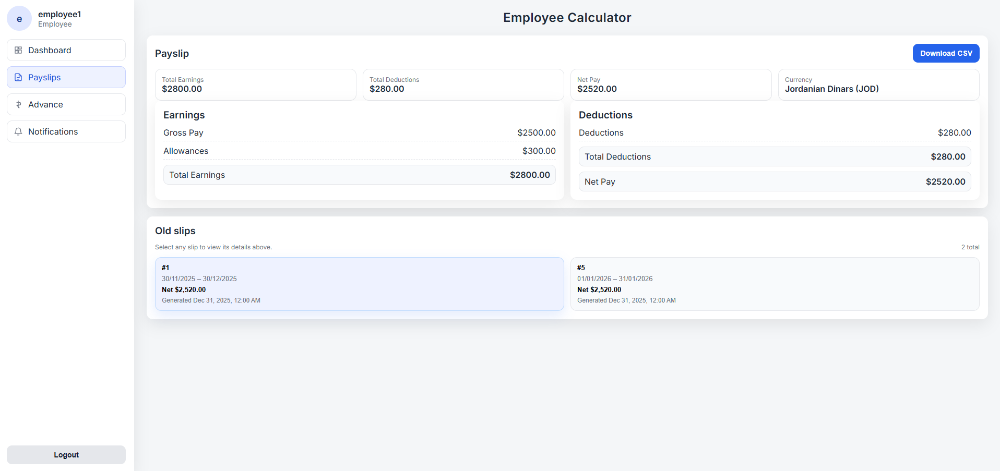 e
employee1
Employee
Dashboard
Payslips
Advance
Notifications
Logout
Employee Calculator
Payslip
Download CSV
Total Earnings
$2800.00
Total Deductions
$280.00
Net Pay
$2520.00
Currency
Jordanian Dinars (JOD)
Earnings
Gross Pay $2500.00
Allowances $300.00
Total Earnings $2800.00
Deductions
Deductions $280.00
Total Deductions $280.00
Net Pay $2520.00
Old slips
Select any slip to view its details above. 2 total
#1
30/11/2025 – 30/12/2025
Net $2,520.00
Generated Dec 31, 2025, 12:00 AM
#5
01/01/2026 – 31/01/2026
Net $2,520.00
Generated Dec 31, 2025, 12:00 AM